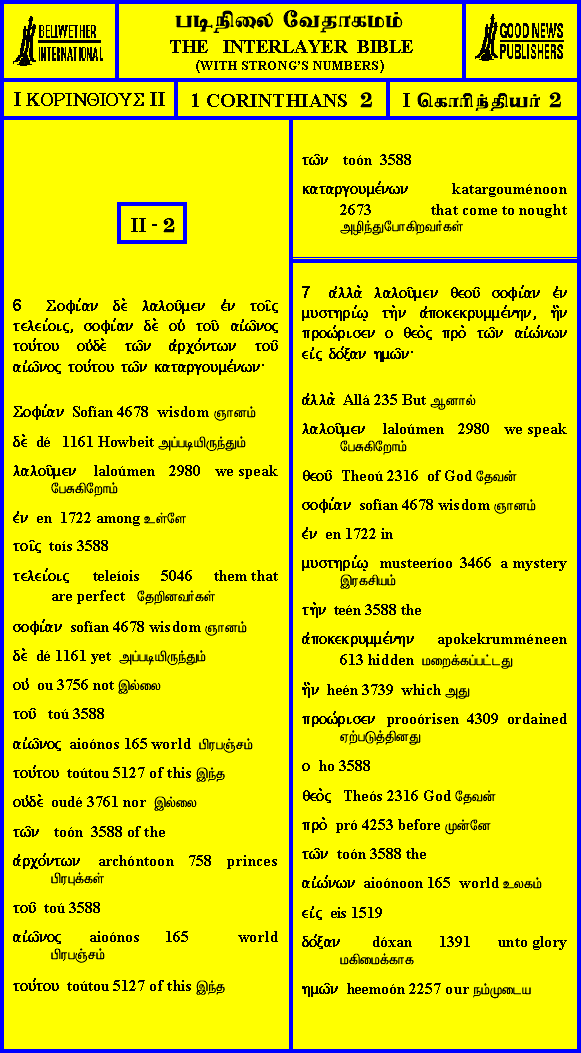 BELLWETHER
INTERNATIONAL
படிநிலை வேதாகமம்
THE INTERLAYER BIBLE
(WITH STRONG'S NUMBERS)
GOOD NEWS
PUBLISHERS
I ΚΟΡΙΝΘΙΟΥΣ II
1 CORINTHIANS 2
I கொரிந்தியர் 2
II - 2
6 Σοφίαν δὲ λαλοῦμεν ἐν τοῖς
τελείοις, σοφίαν δὲ οὐ τοῦ αἰῶνος
τούτου οὐδὲ τῶν ἀρχόντων τοῦ
αἰῶνος τούτου τῶν καταργουμένων·
Σοφίαν Sofían 4678 wisdom ஞானம்
δὲ dé 1161 Howbeit அப்படியிருந்தும்
λαλοῦμεν laloúmen 2980 we speak
பேசுகிறோம்
ἐν en 1722 among உள்ளே
τοῖς toís 3588
τελείοις teleíois 5046 them that
are perfect தேறினவர்கள்
σοφίαν sofían 4678 wisdom ஞானம்
δὲ dé 1161 yet அப்படியிருந்தும்
οὐ ou 3756 not இல்லை
τοῦ toú 3588
αἰῶνος aioónos 165 world பிரபஞ்சம்
τούτου toútou 5127 of this இந்த
οὐδὲ oudé 3761 nor இல்லை
τῶν toón 3588 of the
ἀρχόντων archóntoon 758 princes
பிரபுக்கள்
τοῦ toú 3588
αἰῶνος aioónos 165 world
பிரபஞ்சம்
τούτου toútou 5127 of this இந்த
τῶν toón 3588
καταργουμένων katargouménoon
2673 that come to nought
அழிந்துபோகிறவர்கள்
7 ἀλλὰ λαλοῦμεν θεοῦ σοφίαν ἐν
μυστηρίῳ τὴν ἀποκεκρυμμένην, ἣν
προώρισεν ο θεὸς πρὸ τῶν αἰώνων
εἰς δόξαν ημῶν·
ἀλλὰ Allá 235 But ஆனால்
λαλοῦμεν laloúmen 2980 we speak
பேசுகிறோம்
θεοῦ Theoú 2316 of God தேவன்
σοφίαν sofían 4678 wisdom ஞானம்
ἐν en 1722 in
μυστηρίῳ musteeríoo 3466 a mystery
இரகசியம்
τὴν teén 3588 the
ἀποκεκρυμμένην apokekrumméneen
613 hidden மறைக்கப்பட்டது
ἣν heén 3739 which அது
προώρισεν prooórisen 4309 ordained
ஏற்படுத்தினது
ο ho 3588
θεὸς Theós 2316 God தேவன்
πρὸ pró 4253 before முன்னே
τῶν toón 3588 the
αἰώνων aioónoon 165 world உலகம்
εἰς eis 1519
δόξαν dóxan 1391 unto glory
மகிமைக்காக
ημῶν heemoón 2257 our நம்முடைய